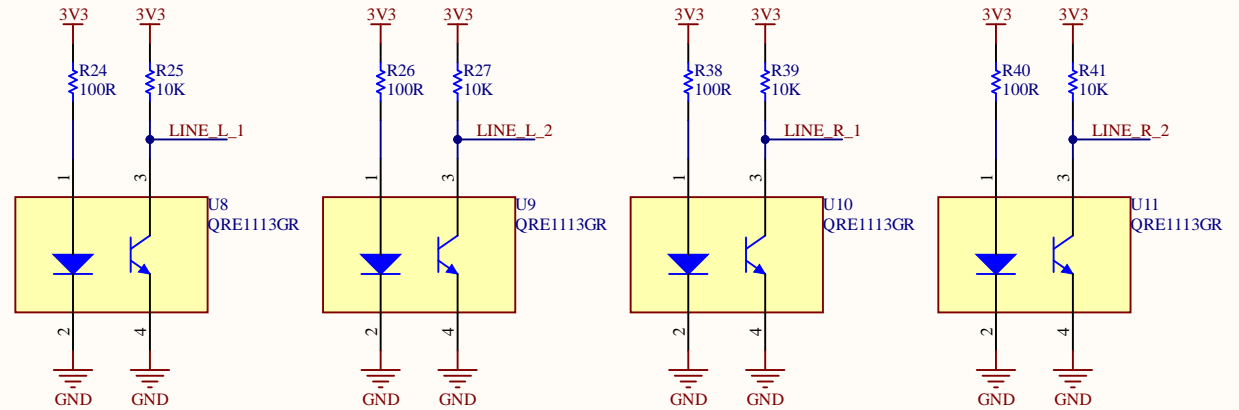 3V3 3V3 3V3 3V3 3V3 3V3 3V3 3V3
R24 R25 R26 R27 R38 R39 R40 R41
100R 10K 100R 10K 100R 10K 100R 10K
LINE_L_1 LINE_L_2 LINE_R_1 LINE_R_2
1 3 1 3 1 3 1 3
U8 U9 U10 U11
QRE1113GR QRE1113GR QRE1113GR QRE1113GR
2 4 2 4 2 4 2 4
GND GND GND GND GND GND GND GND